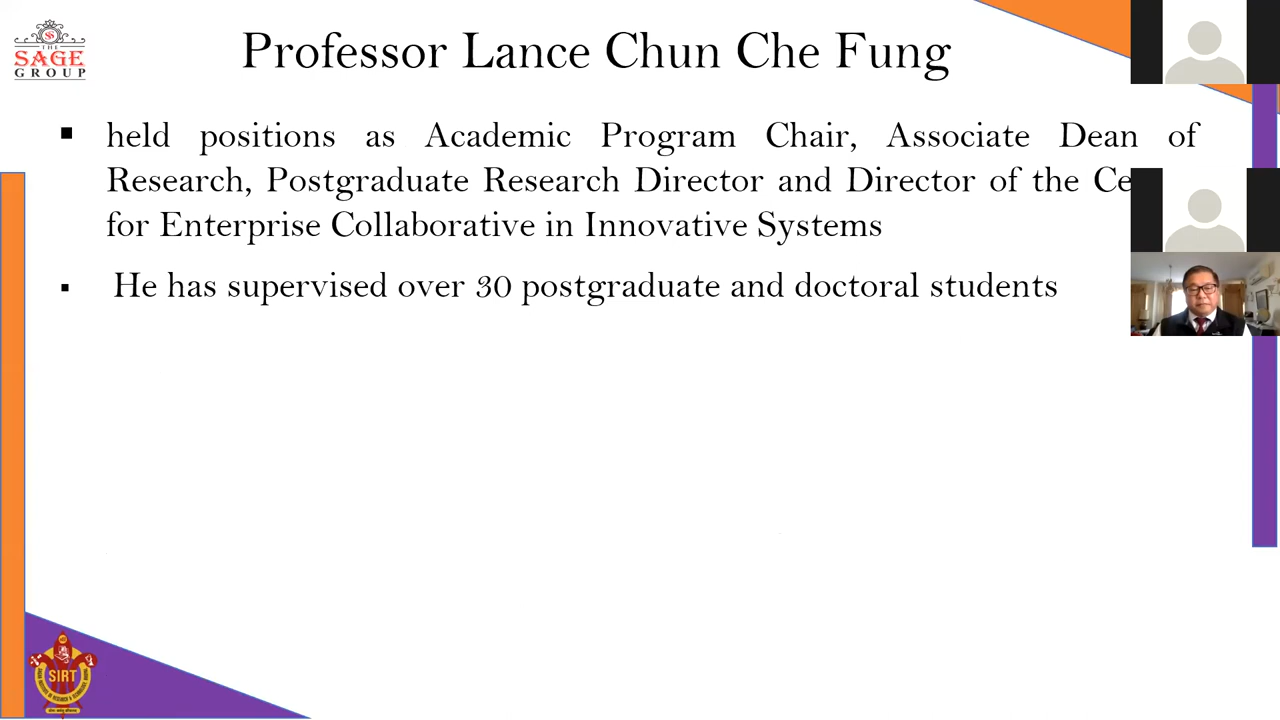 THE
SAGE
GROUP
Professor Lance Chun Che Fung
held positions as Academic Program Chair, Associate Dean of
Research, Postgraduate Research Director and Director of the
for Enterprise Collaborative in Innovative Systems
He has supervised over 30 postgraduate and doctoral students
SIRT